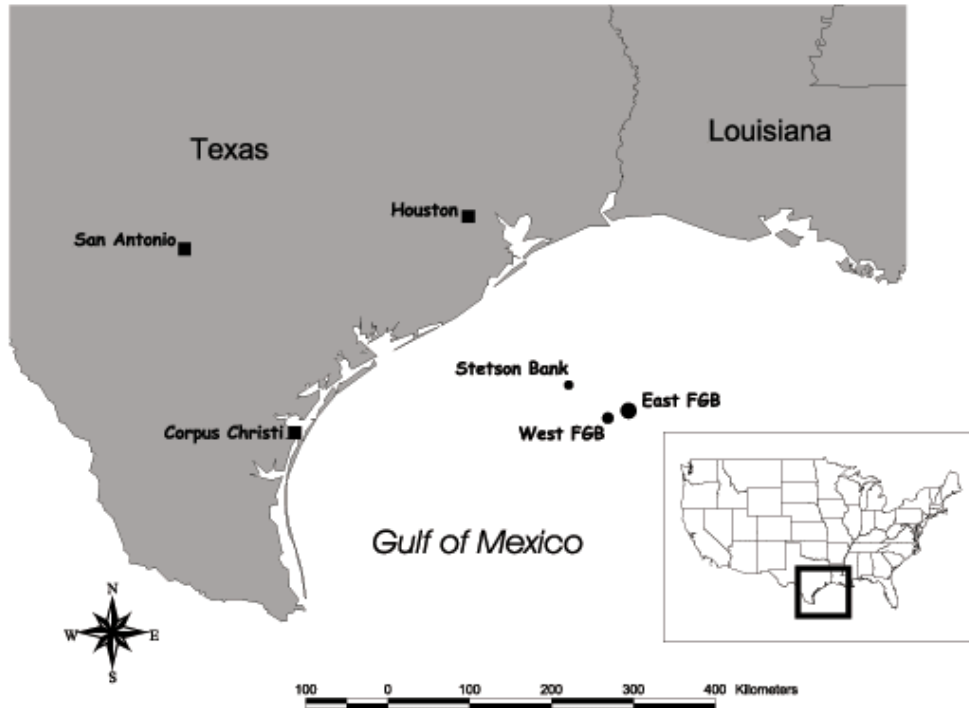 Texas
Louisiana
Houston
San Antonio
Stetson Bank
East FGB
West FGB
Corpus Christi
Gulf of Mexico
N
W E
S
100 0 100 200 300 400 Kilometers